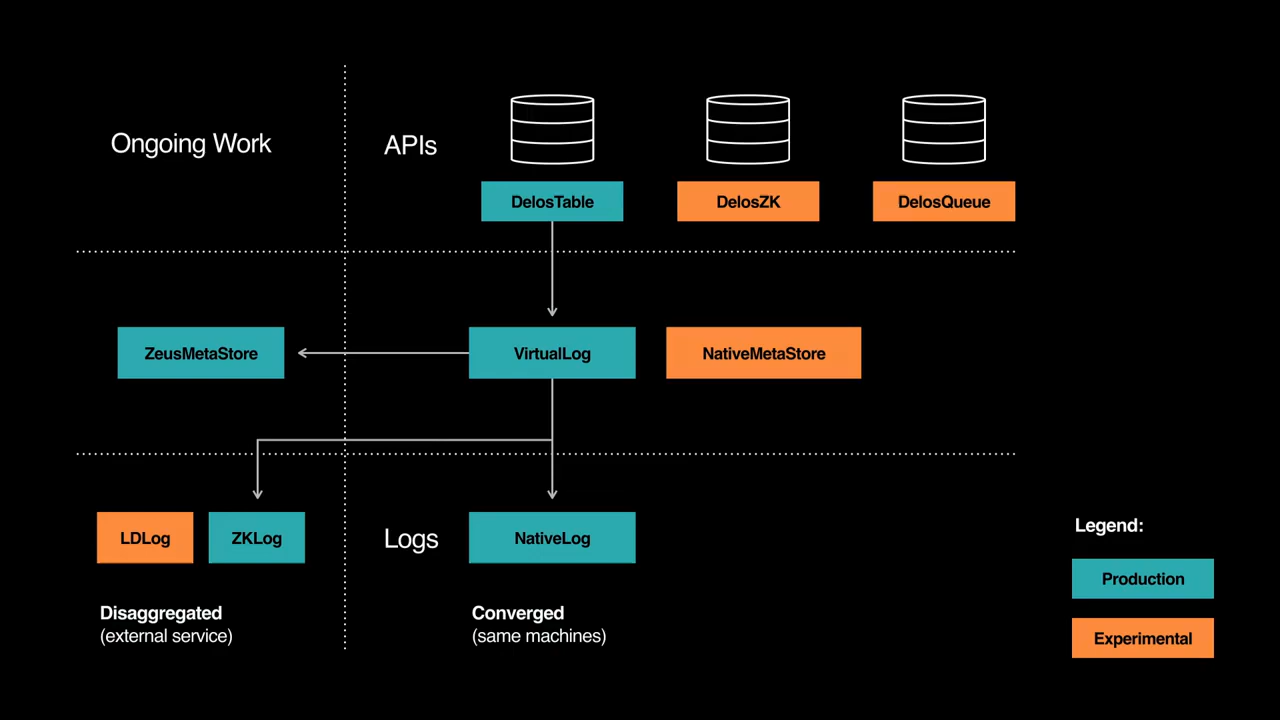 Ongoing Work
APIs
DelosTable
DelosZK
DelosQueue
ZeusMetaStore
VirtualLog
NativeMetaStore
LDLog
ZKLog
Logs
NativeLog
Disaggregated
(external service)
Converged
(same machines)
Legend:
Production
Experimental